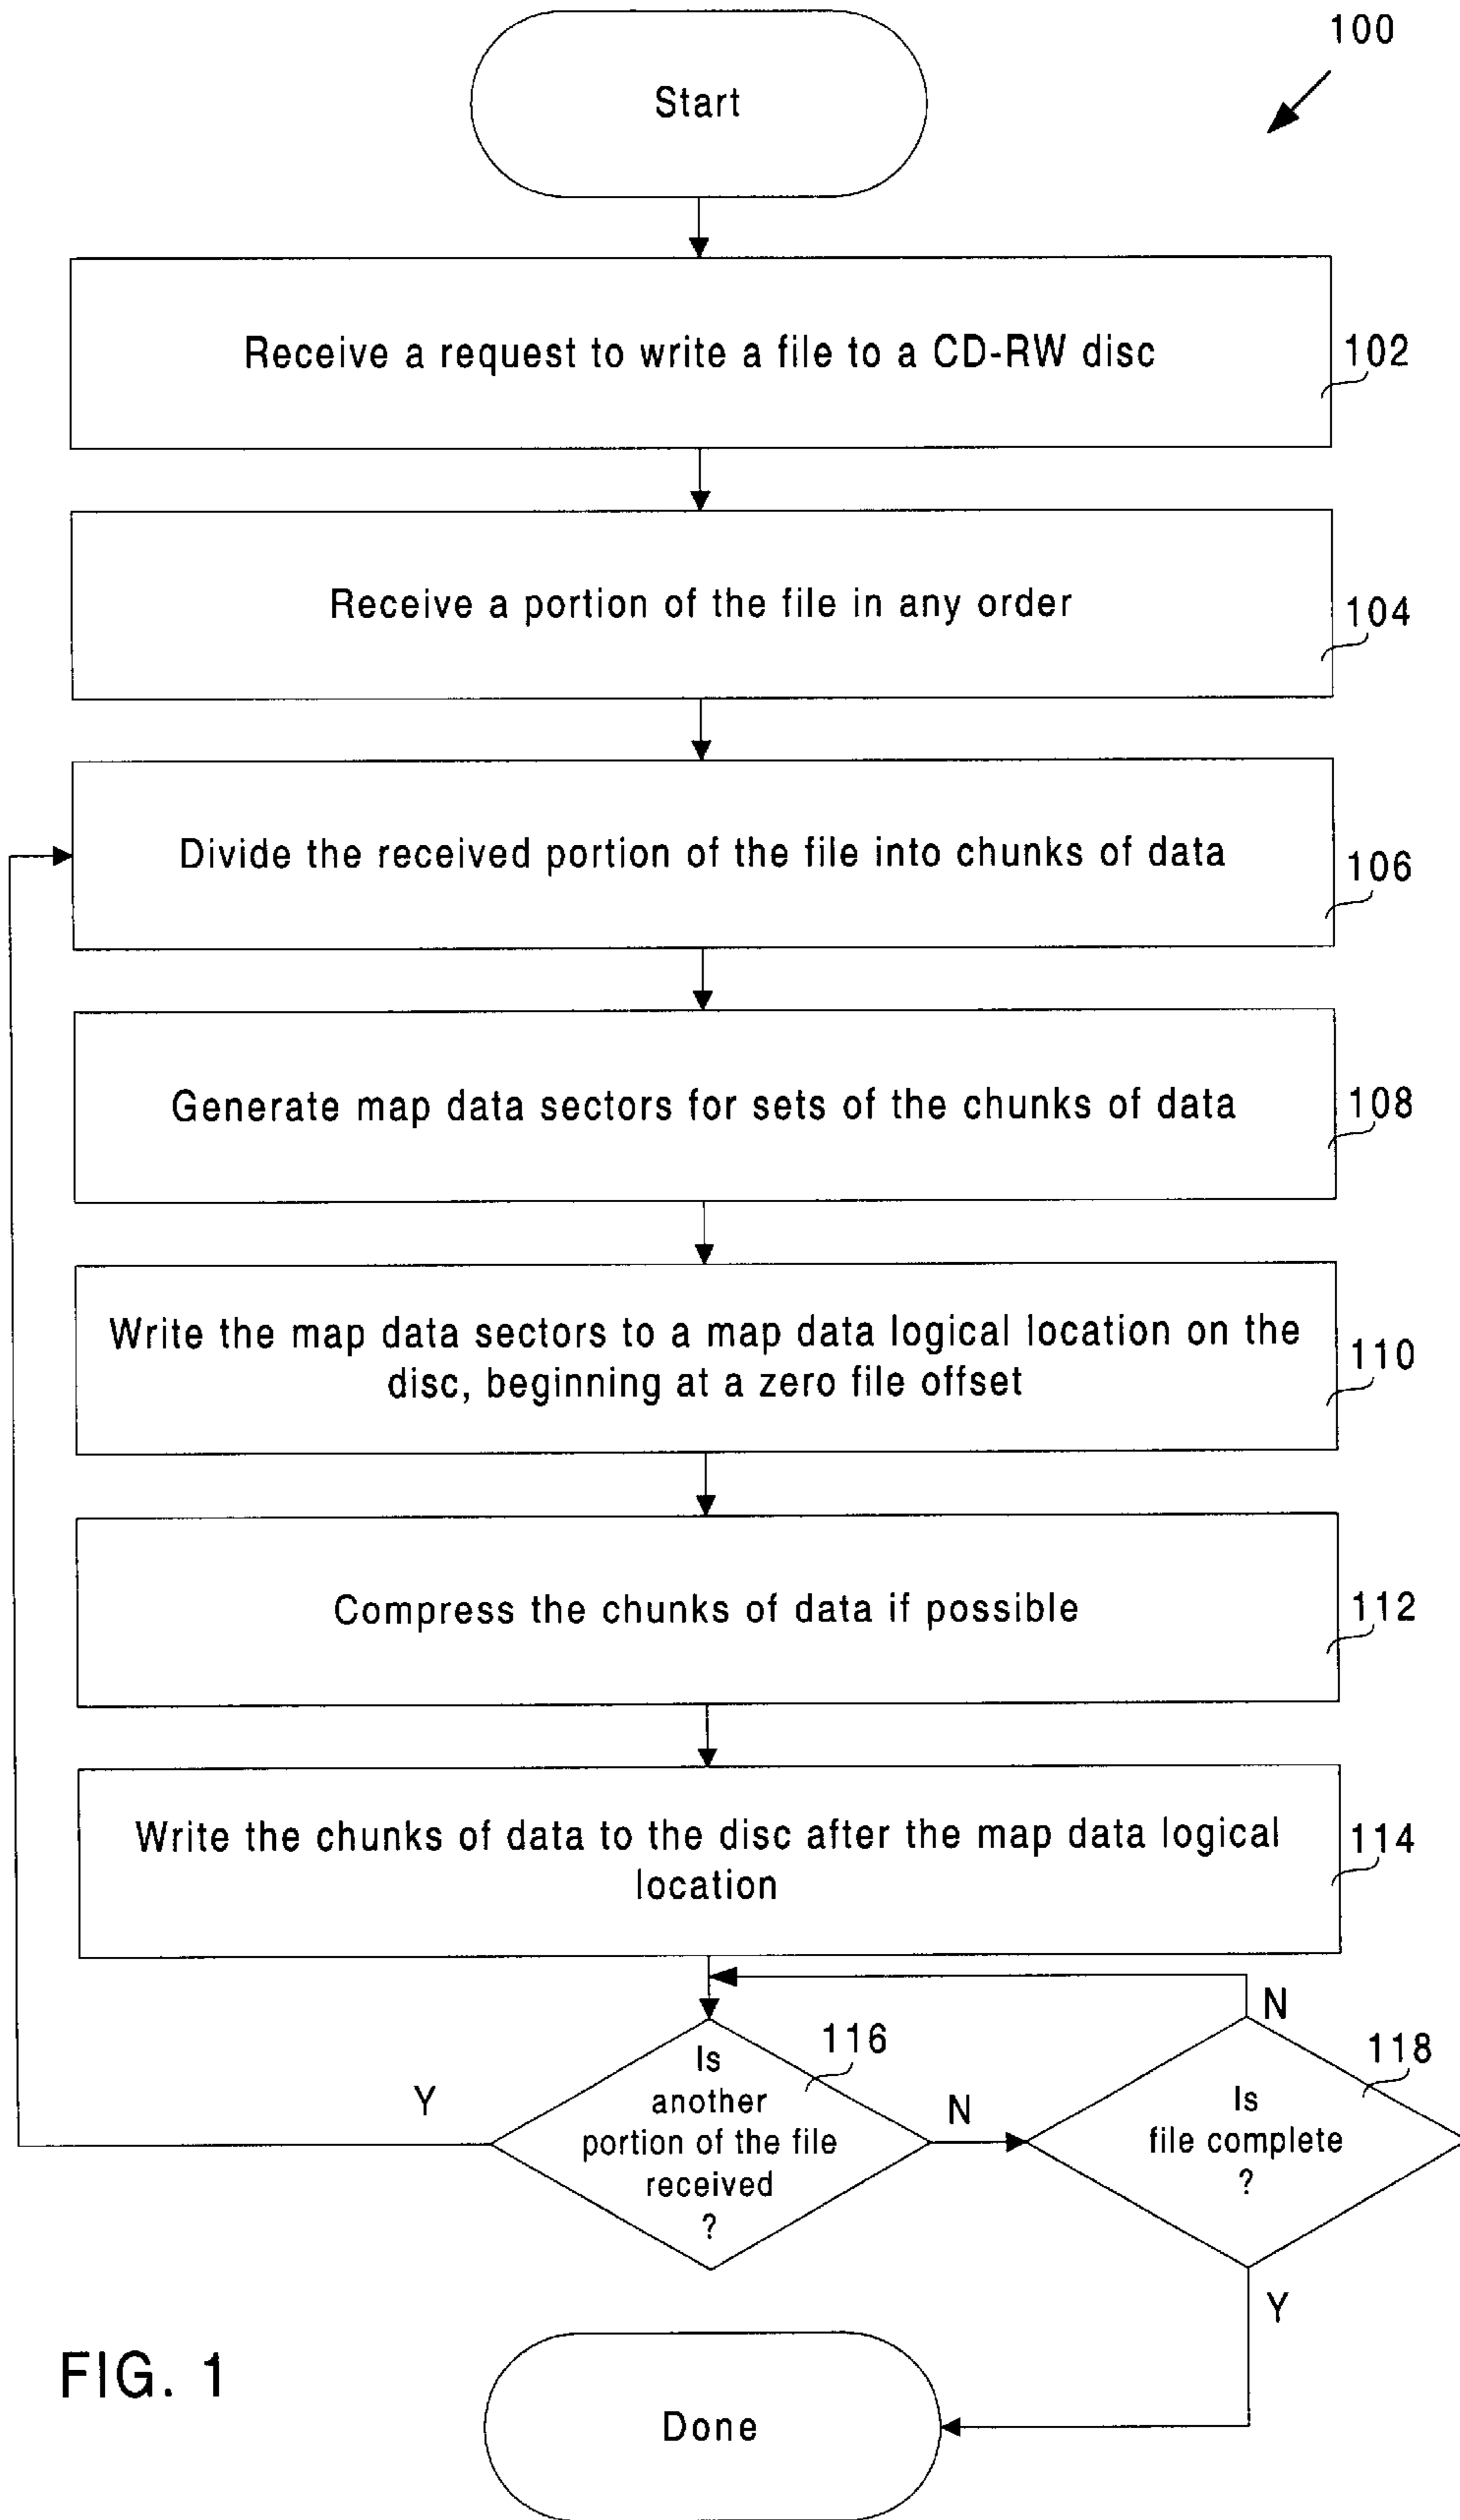 100
Start
Receive a request to write a file to a CD-RW disc
102
Receive a portion of the file in any order
104
Divide the received portion of the file into chunks of data
106
Generate map data sectors for sets of the chunks of data
108
Write the map data sectors to a map data logical location on the
disc, beginning at a zero file offset
110
Compress the chunks of data if possible
112
Write the chunks of data to the disc after the map data logical
location
114
N
116
118
Y
Is
another
portion of the file
received
?
N
Is
file complete
?
Y
FIG. 1
Done